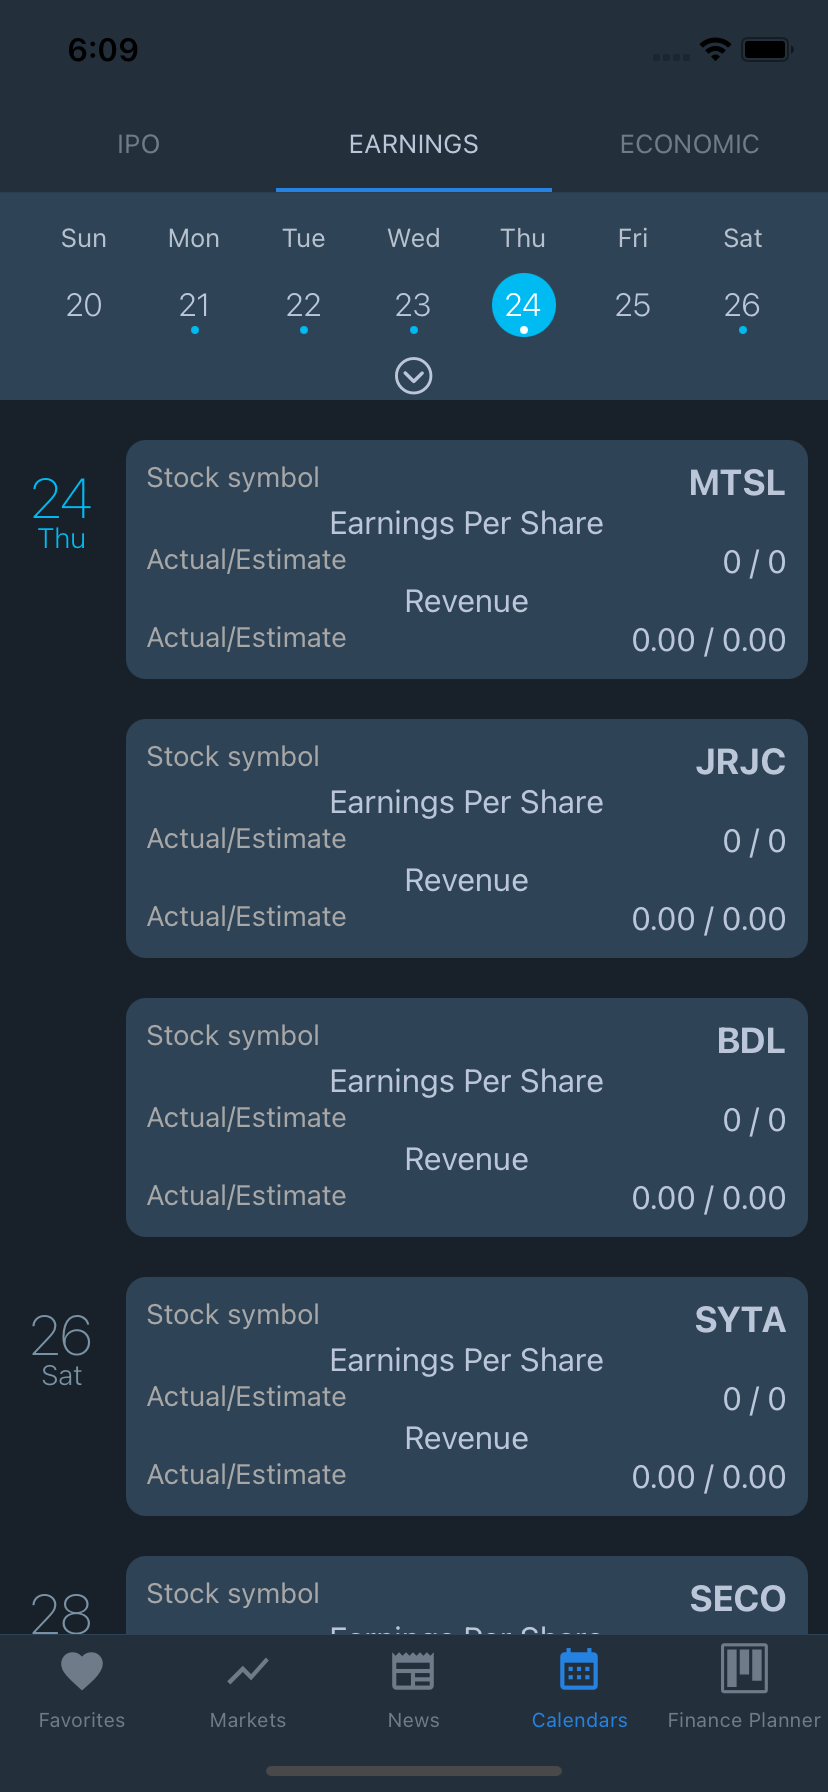 6:09
IPO EARNINGS ECONOMIC
Sun Mon Tue Wed Thu Fri Sat
20 21 22 23 24 25 26
24
Thu
Stock symbol MTSL
Earnings Per Share
Actual/Estimate 0 / 0
Revenue
Actual/Estimate 0.00 / 0.00
Stock symbol JRJC
Earnings Per Share
Actual/Estimate 0 / 0
Revenue
Actual/Estimate 0.00 / 0.00
Stock symbol BDL
Earnings Per Share
Actual/Estimate 0 / 0
Revenue
Actual/Estimate 0.00 / 0.00
26
Sat
Stock symbol SYTA
Earnings Per Share
Actual/Estimate 0 / 0
Revenue
Actual/Estimate 0.00 / 0.00
28
Stock symbol SECO
Earnings Per Share
Favorites Markets News Calendars Finance Planner